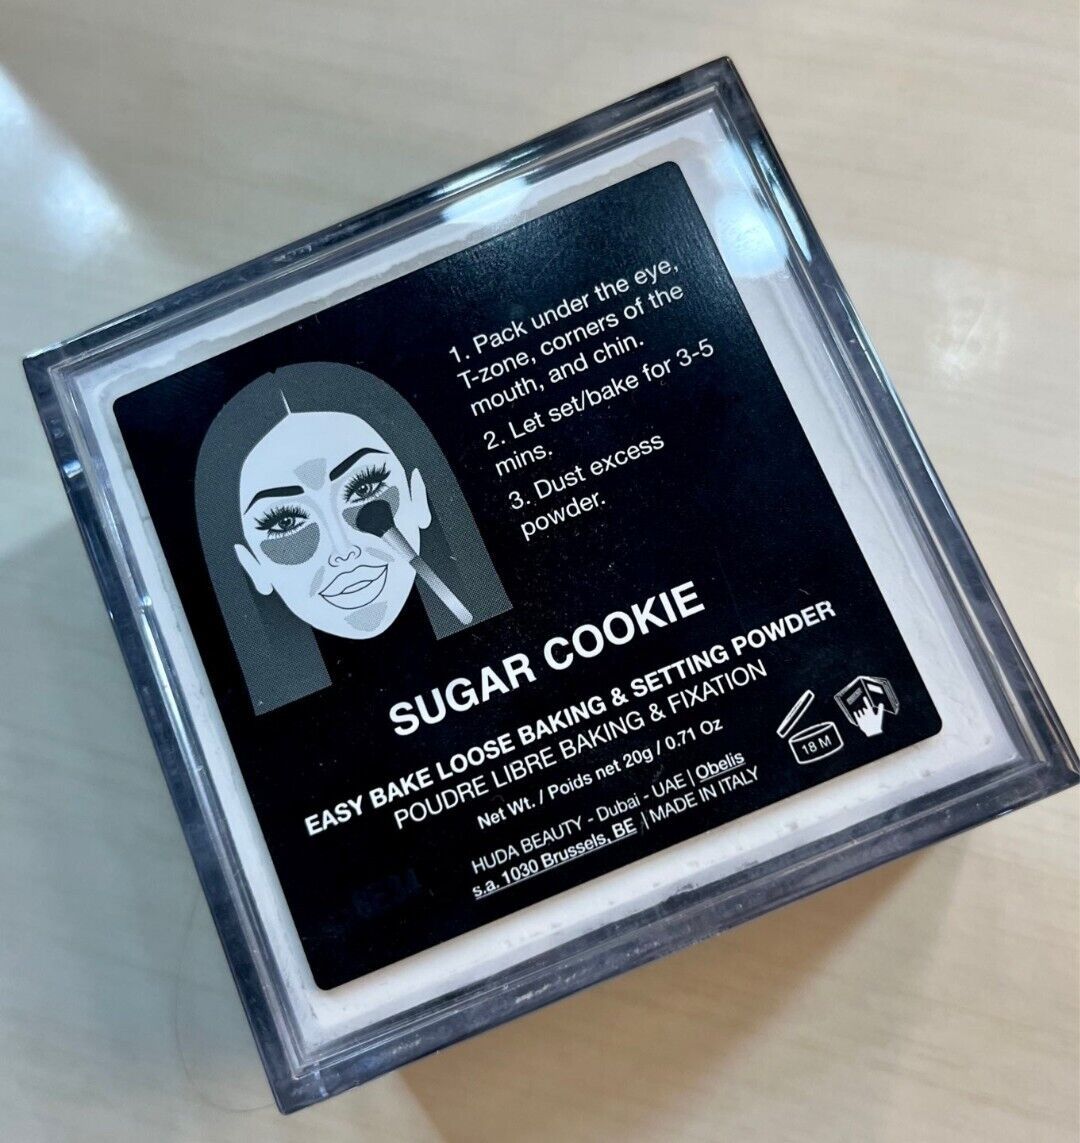 1. Pack under the eye,
T-zone, corners of the
mouth, and chin.
2. Let set/bake for 3-5
mins.
3. Dust excess
powder.
SUGAR COOKIE
EASY BAKE LOOSE BAKING & SETTING POWDER
POUDRE LIBRE BAKING & FIXATION
Net Wt. / Poids net 20g / 0.71 Oz
HUDA BEAUTY - Dubai - UAE | Obelis
s.a. 1030 Brussels, BE | MADE IN ITALY
18 M